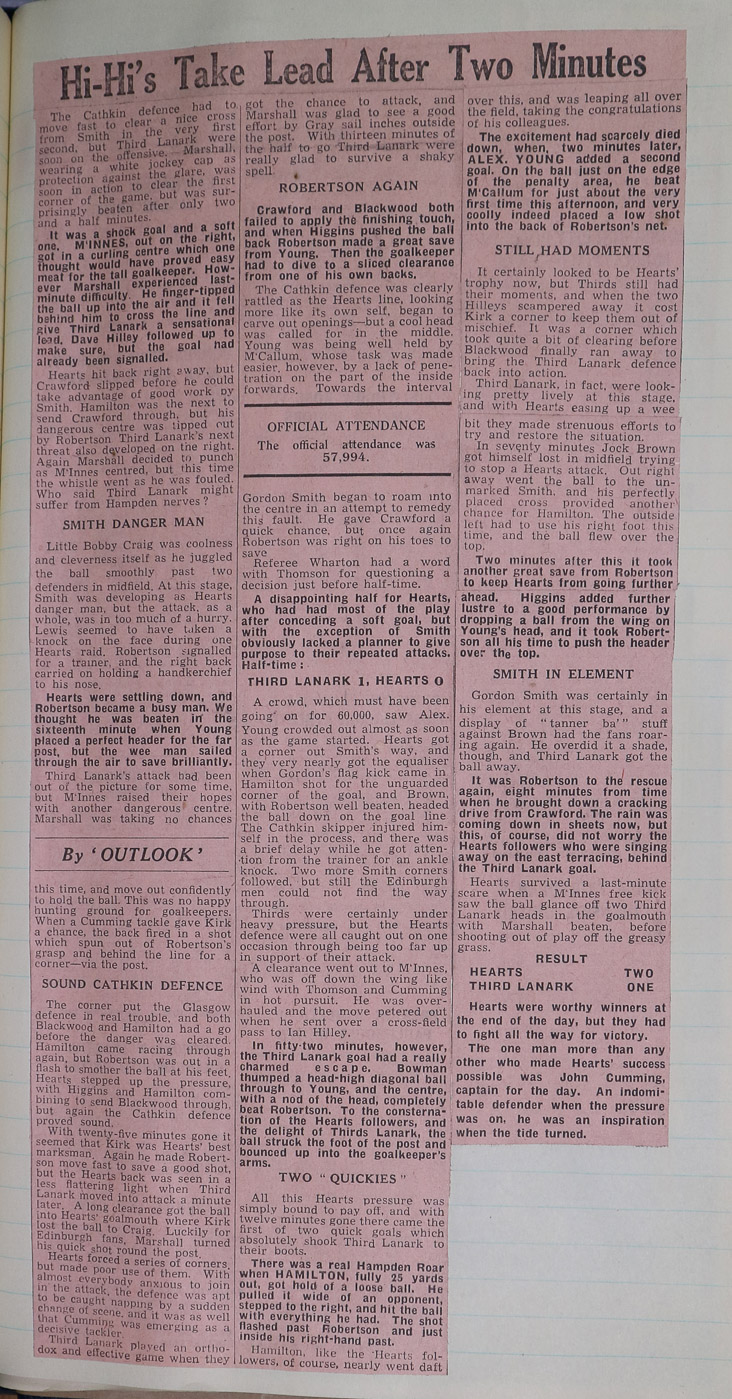 Hi-Hi's Take Lead After Two Minutes
The Cathkin defence had to
move fast to clear a nice cross
from Smith in the very first
second, but Third Lanark were
soon on the offensive. Marshall,
wearing a white jockey cap as
protection against the glare, was
soon in action to clear the first
corner of the game, but was sur-
prisingly beaten after only two
and a half minutes.
It was a shock goal and a soft
one. M'INNES, out on the right,
got in a curling centre which one
thought would have proved easy
meat for the tall goalkeeper. How-
ever Marshall experienced last-
minute difficulty. He finger-tipped
the ball up into the air and it fell
behind him to cross the line and
give Third Lanark a sensational
lead, Dave Hilley followed up to
make sure, but the goal had
already been signalled.
Hearts hit back right away, but
Crawford slipped before he could
take advantage of good work by
Smith. Hamilton was the next to
send Crawford through, but his
dangerous centre was tipped out
by Robertson Third Lanark's next
threat also developed on the right.
Again Marshall decided to punch
as M'Innes centred, but this time
the whistle went as he was fouled.
Who said Third Lanark might
suffer from Hampden nerves?
SMITH DANGER MAN
Little Bobby Craig was coolness
and cleverness itself as he juggled
the ball smoothly past two
defenders in midfield. At this stage,
Smith was developing as Hearts
danger man, but the attack, as a
whole, was in too much of a hurry.
Lewis seemed to have taken a
knock on the face during one
Hearts raid. Robertson signalled
for a trainer, and the right back
carried on holding a handkerchief
to his nose.
Hearts were settling down, and
Robertson became a busy man. We
thought he was beaten in the
sixteenth minute when Young
placed a perfect header for the far
post, but the wee man sailed
through the air to save brilliantly.
Third Lanark's attack had been
out of the picture for some time,
but M'Innes raised their hopes
with another dangerous centre.
Marshall was taking no chances
By 'OUTLOOK'
this time, and move out confidently
to hold the ball. This was no happy
hunting ground for goalkeepers.
When a Cumming tackle gave Kirk
a chance, the back fired in a shot
which spun out of Robertson's
grasp and behind the line for a
corner—via the post.
SOUND CATHKIN DEFENCE
The corner put the Glasgow
defence in real trouble, and both
Blackwood and Hamilton had a go
before the danger was cleared.
Hamilton came racing through
again, but Robertson was out in a
flash to smother the ball at his feet.
Hearts stepped up the pressure,
with Higgins and Hamilton com-
bining to send Blackwood through,
but again the Cathkin defence
proved sound.
With twenty-five minutes gone it
seemed that Kirk was Hearts' best
marksman. Again he made Robert-
son move fast to save a good shot,
but the Hearts back was seen in a
less flattering light when Third
Lanark moved into attack a minute
later. A long clearance got the ball
into Hearts' goalmouth where Kirk
lost the ball to Craig. Luckily for
Edinburgh fans, Marshall turned
his quick shot round the post.
Hearts forced a series of corners,
but made poor use of them. With
almost everybody anxious to join
in the attack, the defence was apt
to be caught napping by a sudden
change of scene, and it was as well
that Cumming was emerging as a
decisive tackler.
Third Lanark played an ortho-
dox and effective game when they
got the chance to attack, and
Marshall was glad to see a good
effort by Gray sail inches outside
the post. With thirteen minutes of
the half to go Third Lanark were
really glad to survive a shaky
spell.
ROBERTSON AGAIN
Crawford and Blackwood both
failed to apply the finishing touch,
and when Higgins pushed the ball
back Robertson made a great save
from Young. Then the goalkeeper
had to dive to a sliced clearance
from one of his own backs.
The Cathkin defence was clearly
rattled as the Hearts line, looking
more like its own self, began to
carve out openings—but a cool head
was called for in the middle.
Young was being well held by
M'Callum, whose task was made
easier, however, by a lack of pene-
tration on the part of the inside
forwards. Towards the interval
OFFICIAL ATTENDANCE
The official attendance was
57,994.
Gordon Smith began to roam into
the centre in an attempt to remedy
this fault. He gave Crawford a
quick chance, but once again
Robertson was right on his toes to
save
Referee Wharton had a word
with Thomson for questioning a
decision just before half-time.
A disappointing half for Hearts,
who had had most of the play
after conceding a soft goal, but
with the exception of Smith
obviously lacked a planner to give
purpose to their repeated attacks.
Half-time :
THIRD LANARK 1, HEARTS 0
A crowd, which must have been
going on for 60,000, saw Alex.
Young crowded out almost as soon
as the game started. Hearts got
a corner out Smith's way, and
they very nearly got the equaliser
when Gordon's flag kick came in
Hamilton shot for the unguarded
corner of the goal, and Brown,
with Robertson well beaten, headed
the ball down on the goal line
The Cathkin skipper injured him-
self in the process, and there was
a brief delay while he got atten-
tion from the trainer for an ankle
knock. Two more Smith corners
followed, but still the Edinburgh
men could not find the way
through.
Thirds were certainly under
heavy pressure, but the Hearts
defence were all caught out on one
occasion through being too far up
in support of their attack.
A clearance went out to M'Innes,
who was off down the wing like
wind with Thomson and Cumming
in hot pursuit. He was over-
hauled and the move petered out
when he sent over a cross-field
pass to Ian Hilley.
In fifty-two minutes, however,
the Third Lanark goal had a really
charmed escape. Bowman
thumped a head-high diagonal ball
through to Young, and the centre,
with a nod of the head, completely
beat Robertson. To the consterna-
tion of the Hearts followers, and
the delight of Thirds Lanark, the
ball struck the foot of the post and
bounced up into the goalkeeper's
arms.
TWO "QUICKIES"
All this Hearts pressure was
simply bound to pay off, and with
twelve minutes gone there came the
first of two quick goals which
absolutely shook Third Lanark to
their boots.
There was a real Hampden Roar
when HAMILTON, fully 25 yards
out, got hold of a loose ball. He
pulled it wide of an opponent,
stepped to the right, and hit the ball
with everything he had. The shot
flashed past Robertson and just
inside his right-hand past.
Hamilton, like the Hearts fol-
lowers, of course, nearly went daft
over this, and was leaping all over
the field, taking the congratulations
of his colleagues.
The excitement had scarcely died
down, when, two minutes later,
ALEX. YOUNG added a second
goal. On the ball just on the edge
of the penalty area, he beat
M'Callum for just about the very
first time this afternoon, and very
coolly indeed placed a low shot
into the back of Robertson's net.
STILL HAD MOMENTS
It certainly looked to be Hearts'
trophy now, but Thirds still had
their moments, and when the two
Hilleys scampered away it cost
Kirk a corner to keep them out of
mischief. It was a corner which
took quite a bit of clearing before
Blackwood finally ran away to
bring the Third Lanark defence
back into action.
Third Lanark, in fact, were look-
ing pretty lively at this stage,
and with Hearts easing up a wee
bit they made strenuous efforts to
try and restore the situation.
In seventy minutes Jock Brown
got himself lost in midfield trying
to stop a Hearts attack. Out right
away went the ball to the un-
marked Smith, and his perfectly
placed cross provided another
chance for Hamilton. The outside
left had to use his right foot this
time, and the ball flew over the
top.
Two minutes after this it took
another great save from Robertson
to keep Hearts from going further
ahead. Higgins added further
lustre to a good performance by
dropping a ball from the wing on
Young's head, and it took Robert-
son all his time to push the header
over the top.
SMITH IN ELEMENT
Gordon Smith was certainly in
his element at this stage, and a
display of "tanner ba'" stuff
against Brown had the fans roar-
ing again. He overdid it a shade,
though, and Third Lanark got the
ball away.
It was Robertson to the rescue
again, eight minutes from time
when he brought down a cracking
drive from Crawford. The rain was
coming down in sheets now, but
this, of course, did not worry the
Hearts followers who were singing
away on the east terracing, behind
the Third Lanark goal.
Hearts survived a last-minute
scare when a M'Innes free kick
saw the ball glance off two Third
Lanark heads in the goalmouth
with Marshall beaten, before
shooting out of play off the greasy
grass.
RESULT
HEARTS TWO
THIRD LANARK ONE
Hearts were worthy winners at
the end of the day, but they had
to fight all the way for victory.
The one man more than any
other who made Hearts' success
possible was John Cumming,
captain for the day. An indomi-
table defender when the pressure
was on, he was an inspiration
when the tide turned.